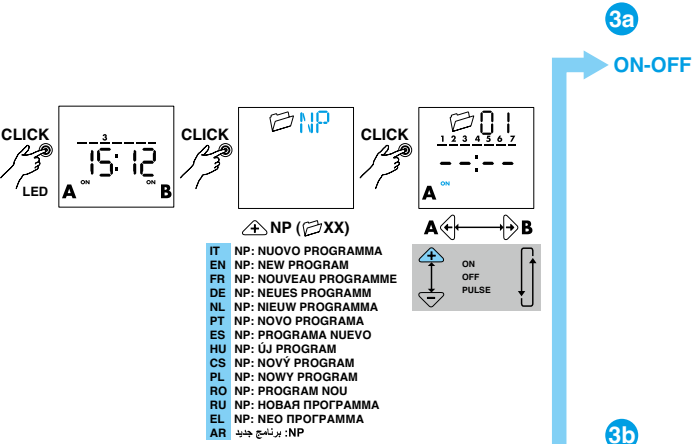 3a
ON-OFF
CLICK
LED
3
15:12
ON
ON
A
B
CLICK
NP
CLICK
01
1 2 3 4 5 6 7
--:--
ON
A
+ NP (XX)
A B
IT NP: NUOVO PROGRAMMA
EN NP: NEW PROGRAM
FR NP: NOUVEAU PROGRAMME
DE NP: NEUES PROGRAMM
NL NP: NIEUW PROGRAMMA
PT NP: NOVO PROGRAMA
ES NP: PROGRAMA NUEVO
HU NP: ÚJ PROGRAM
CS NP: NOVÝ PROGRAM
PL NP: NOWY PROGRAM
RO NP: PROGRAM NOU
RU NP: НОВАЯ ПРОГРАММА
EL NP: ΝΕΟ ΠΡΟΓΡΑΜΜΑ
AR برنامج جديد :NP
+
−
ON
OFF
PULSE
3b